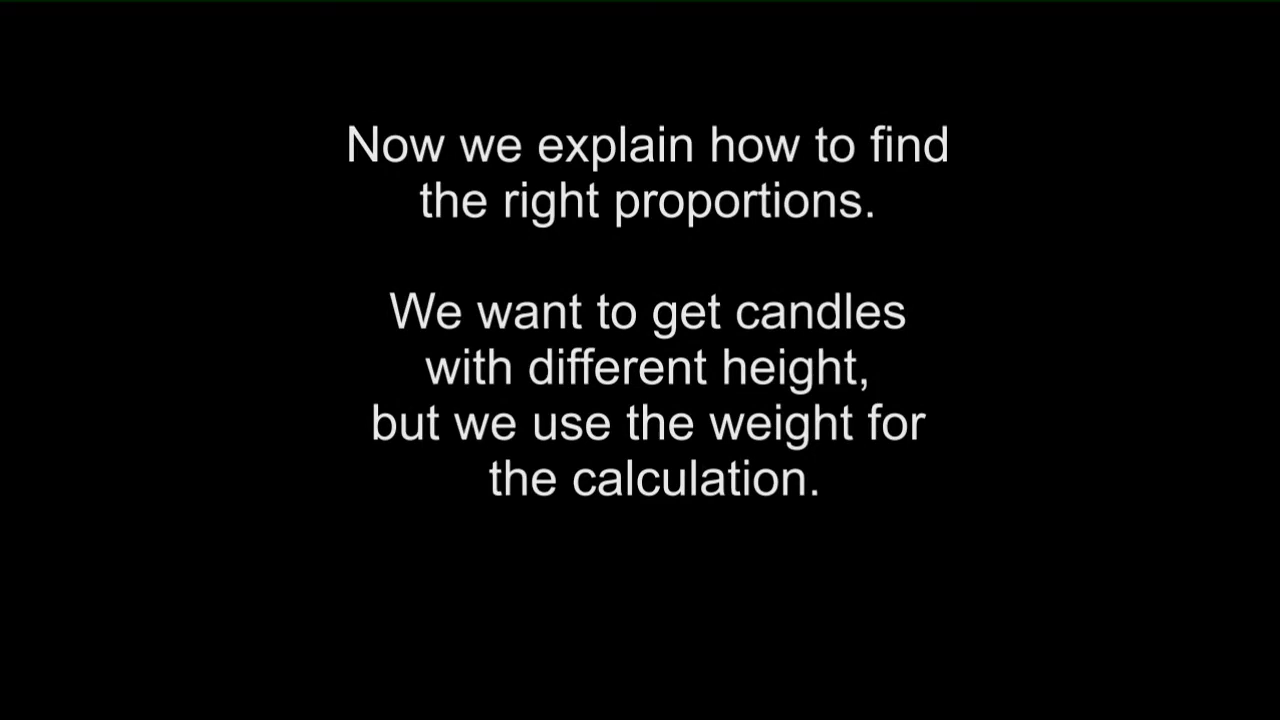 Now we explain how to find
the right proportions.
We want to get candles
with different height,
but we use the weight for
the calculation.